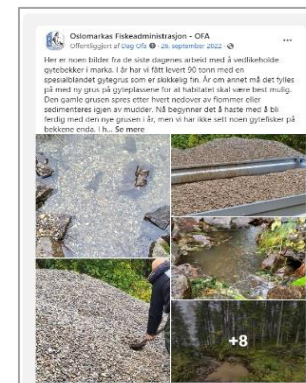 Oslomarkas Fiskeadministrasjon - OFA
Offentliggjort af Dag Ofa · 26. september 2022 ·
Her er noen bilder fra de siste dagenes arbeid med å vedlikeholde
gytebekker i marka. I år har vi fått levert 90 tonn med en
spesialblandet gytegrus som er skikkelig fin. År om annet må det fylles
på med ny grus på gyteplassene for at habitatet skal være best mulig.
Den gamle grusen spres etter hvert nedover av flommer eller
sedimenteres igjen av mudder. Nå begynner det å haste med å bli
ferdig med den nye grusen i år, men vi har ikke sett noen gytefisker på
bekkene enda. I h... Se mere
+8